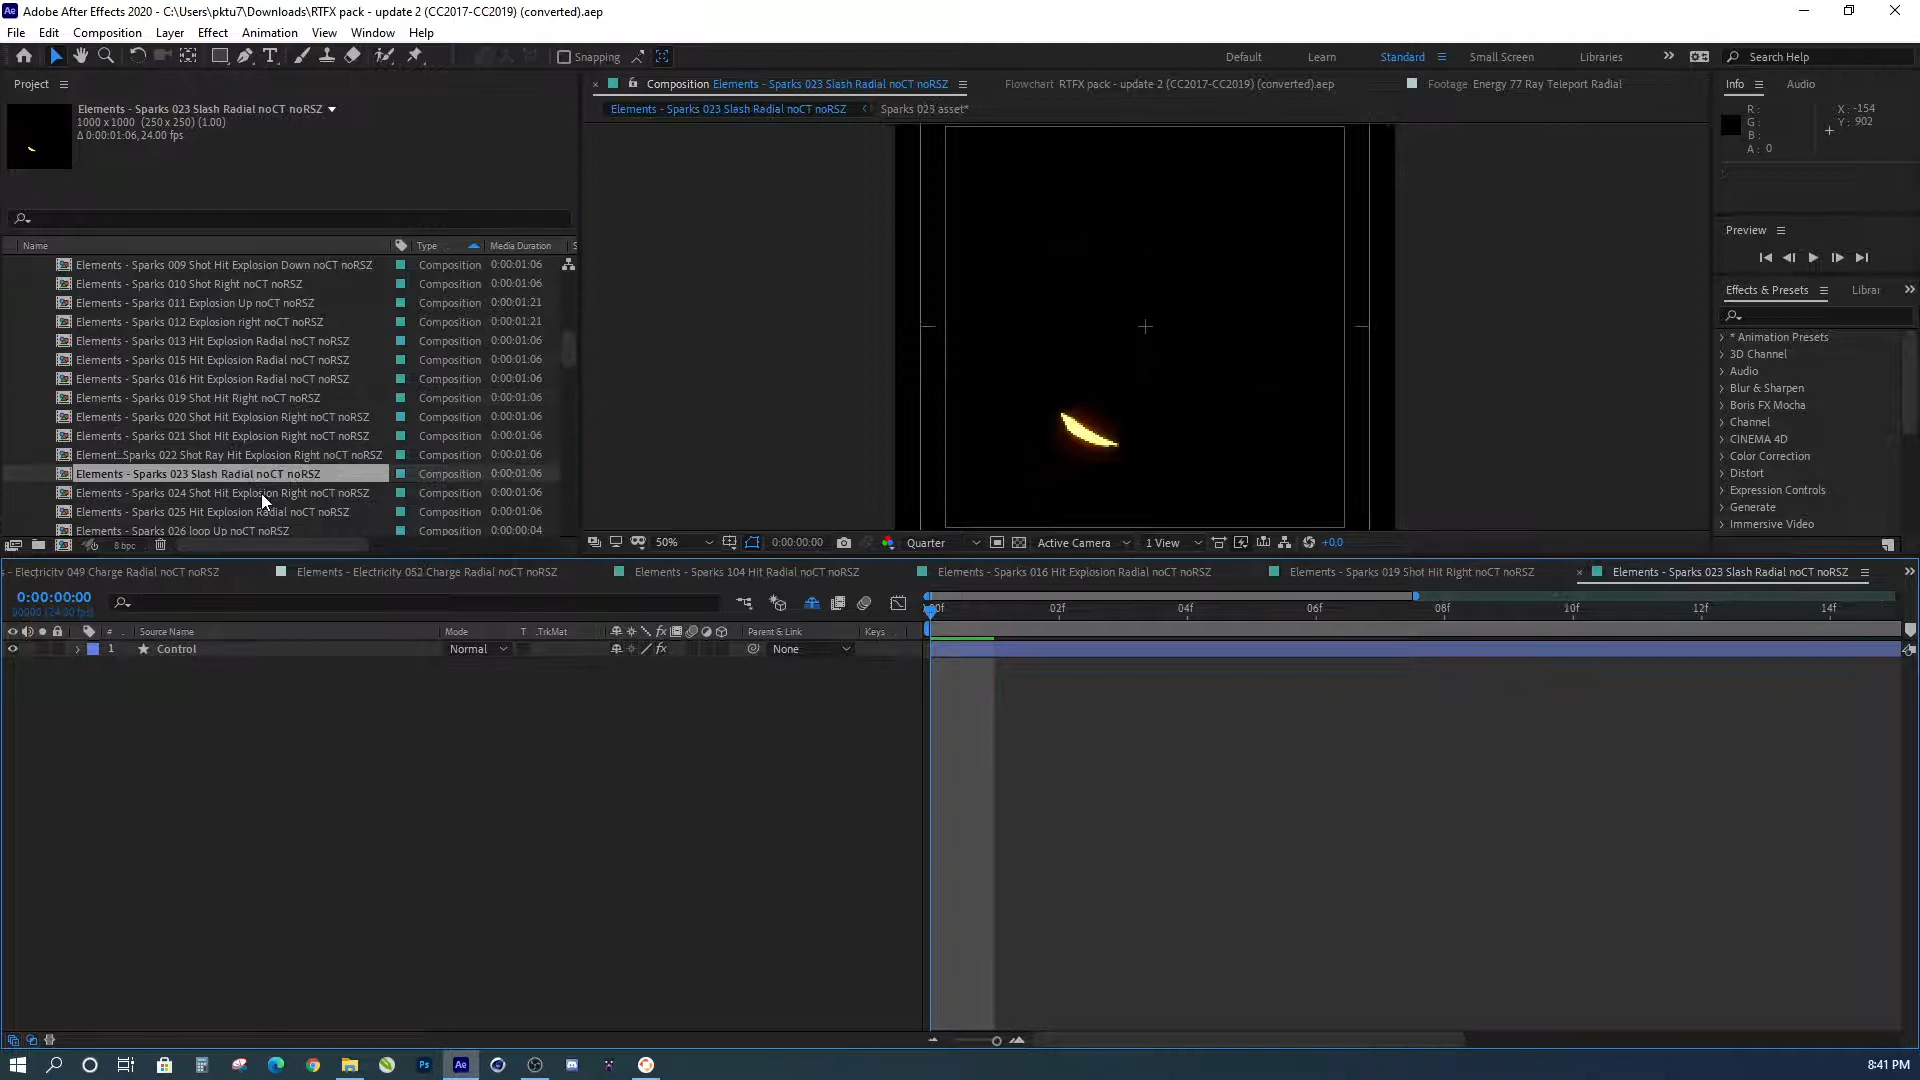 Adobe After Effects 2020 - C:\Users\pktu7\Downloads\RTFX pack - update 2 (CC2017-CC2019) (converted).aep
File Edit Composition Layer Effect Animation View Window Help
Snapping Default Learn Standard Small Screen Libraries Search Help
Project
Elements - Sparks 023 Slash Radial noCT noRSZ
1000 x 1000 (250 x 250) (1.00)
Δ 0:00:01:06, 24.00 fps
Composition Elements - Sparks 023 Slash Radial noCT noRSZ Flowchart RTFX pack - update 2 (CC2017-CC2019) (converted).aep Footage Energy 77 Ray Teleport Radial
Elements - Sparks 023 Slash Radial noCT noRSZ Sparks 023 asset*
Info Audio
R :
G :
B :
A : 0
X : -154
Y : 902
Preview
Effects & Presets Librar
* Animation Presets
3D Channel
Audio
Blur & Sharpen
Boris FX Mocha
Channel
CINEMA 4D
Color Correction
Distort
Expression Controls
Generate
Immersive Video
Name Type Media Duration S
Elements - Sparks 009 Shot Hit Explosion Down noCT noRSZ Composition 0:00:01:06
Elements - Sparks 010 Shot Right noCT noRSZ Composition 0:00:01:06
Elements - Sparks 011 Explosion Up noCT noRSZ Composition 0:00:01:21
Elements - Sparks 012 Explosion right noCT noRSZ Composition 0:00:01:21
Elements - Sparks 013 Hit Explosion Radial noCT noRSZ Composition 0:00:01:06
Elements - Sparks 015 Hit Explosion Radial noCT noRSZ Composition 0:00:01:06
Elements - Sparks 016 Hit Explosion Radial noCT noRSZ Composition 0:00:01:06
Elements - Sparks 019 Shot Hit Right noCT noRSZ Composition 0:00:01:06
Elements - Sparks 020 Shot Hit Explosion Right noCT noRSZ Composition 0:00:01:06
Elements - Sparks 021 Shot Hit Explosion Right noCT noRSZ Composition 0:00:01:06
Element...Sparks 022 Shot Ray Hit Explosion Right noCT noRSZ Composition 0:00:01:06
Elements - Sparks 023 Slash Radial noCT noRSZ Composition 0:00:01:06
Elements - Sparks 024 Shot Hit Explosion Right noCT noRSZ Composition 0:00:01:06
Elements - Sparks 025 Hit Explosion Radial noCT noRSZ Composition 0:00:01:06
Elements - Sparks 026 loop Up noCT noRSZ Composition 0:00:00:04
8 bpc
50% 0:00:00:00 Quarter Active Camera 1 View +0.0
- Electricity 049 Charge Radial noCT noRSZ Elements - Electricity 052 Charge Radial noCT noRSZ Elements - Sparks 104 Hit Radial noCT noRSZ Elements - Sparks 016 Hit Explosion Radial noCT noRSZ Elements - Sparks 019 Shot Hit Right noCT noRSZ Elements - Sparks 023 Slash Radial noCT noRSZ
0:00:00:00
00000 (24.00 fps)
:00f 02f 04f 06f 08f 10f 12f 14f
# Source Name Mode T .TrkMat fx Parent & Link Keys
1 Control Normal fx None
Ps Ae 8:41 PM